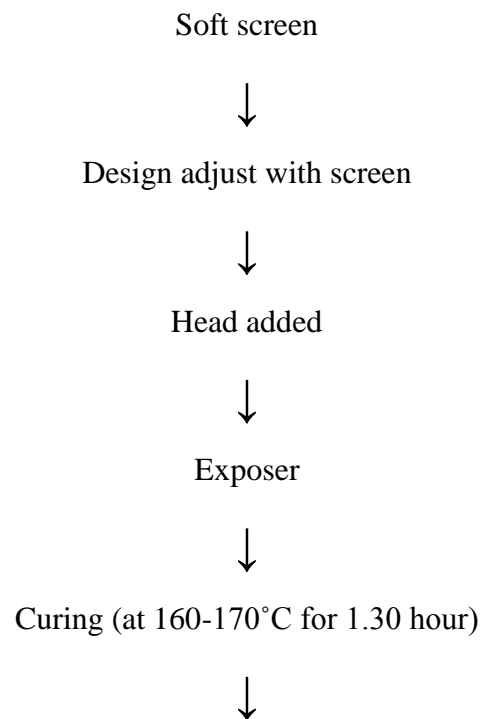 Soft screen
↓
Design adjust with screen
↓
Head added
↓
Exposer
↓
Curing (at 160-170˚C for 1.30 hour)
↓